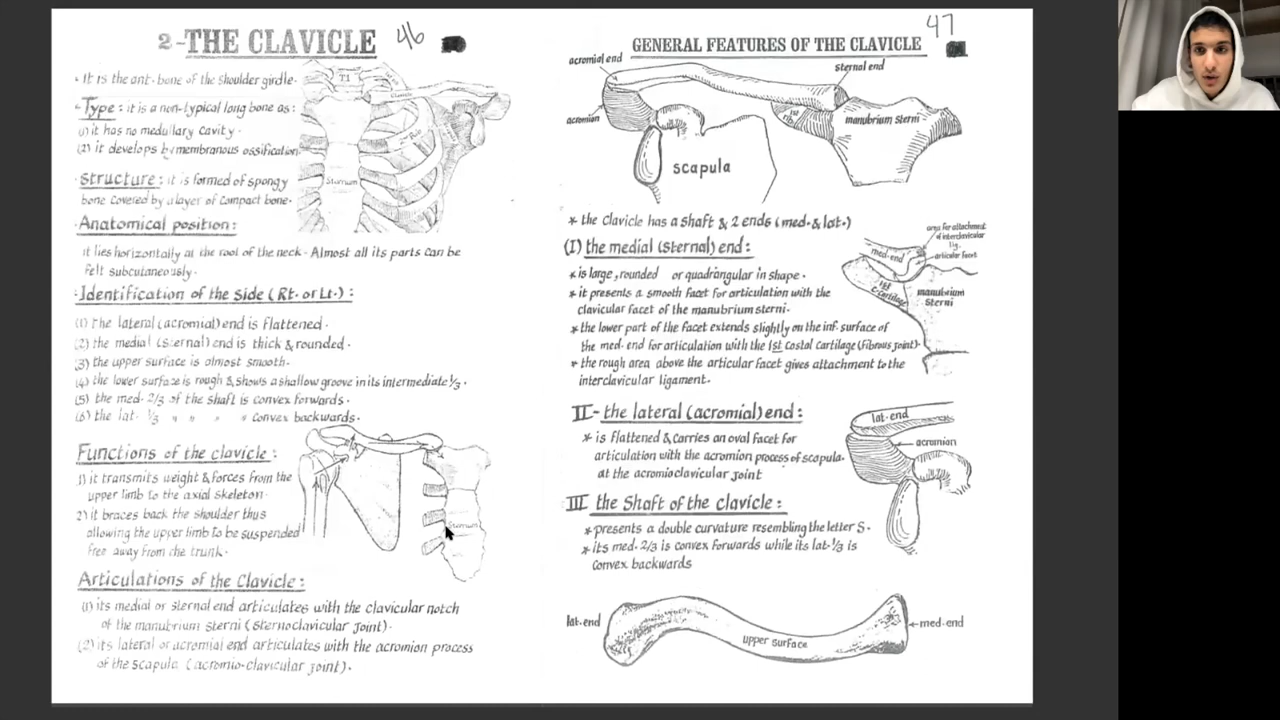 2-THE CLAVICLE
46
* it is the ant. bone of the shoulder girdle.
* Type: it is a non-typical long bone as:
(1) it has no medullary cavity.
(2) it develops by membranous ossification
* Structure: it is formed of spongy
bone covered by a layer of compact bone.
T1
Clavicle
Sternum
Anatomical position:
it lies horizontally at the root of the neck. Almost all its parts can be
felt subcutaneously.
Identification of the side (Rt. or Lt.):
(1) the lateral (acromial) end is flattened.
(2) the medial (sternal) end is thick & rounded.
(3) the upper surface is almost smooth.
(4) the lower surface is rough & shows a shallow groove in its intermediate 1/3.
(5) the med. 2/3 of the shaft is convex forwards.
(6) the lat. 1/3 " " " " convex backwards.
Functions of the clavicle:
1) it transmits weight & forces from the
upper limb to the axial skeleton.
2) it braces back the shoulder thus
allowing the upper limb to be suspended
free away from the trunk.
Sternum
Articulations of the Clavicle:
(1) its medial or sternal end articulates with the clavicular notch
of the manubrium sterni (sternoclavicular joint).
(2) its lateral or acromial end articulates with the acromion process
of the scapula (acromio-clavicular joint).
47
GENERAL FEATURES OF THE CLAVICLE
acromial end
sternal end
acromion
1st rib
manubrium sterni
scapula
* the clavicle has a shaft & 2 ends (med. & lat.)
(I) the medial (sternal) end:
* is large, rounded or quadrangular in shape.
* it presents a smooth facet for articulation with the
clavicular facet of the manubrium sterni.
* the lower part of the facet extends slightly on the inf. surface of
the med. end for articulation with the 1st Costal Cartilage (fibrous joint).
* the rough area above the articular facet gives attachment to the
interclavicular ligament.
area for attachment
of interclavicular
lig.
articular facet
med. end
1st
C. cartilage
manubrium
sterni
II- the lateral (acromial) end:
* is flattened & carries an oval facet for
articulation with the acromion process of scapula.
at the acromioclavicular joint
lat. end
acromian
III the Shaft of the clavicle:
* presents a double curvature resembling the letter S.
* its med. 2/3 is convex forwards while its lat. 1/3 is
convex backwards
lat. end
upper surface
med. end